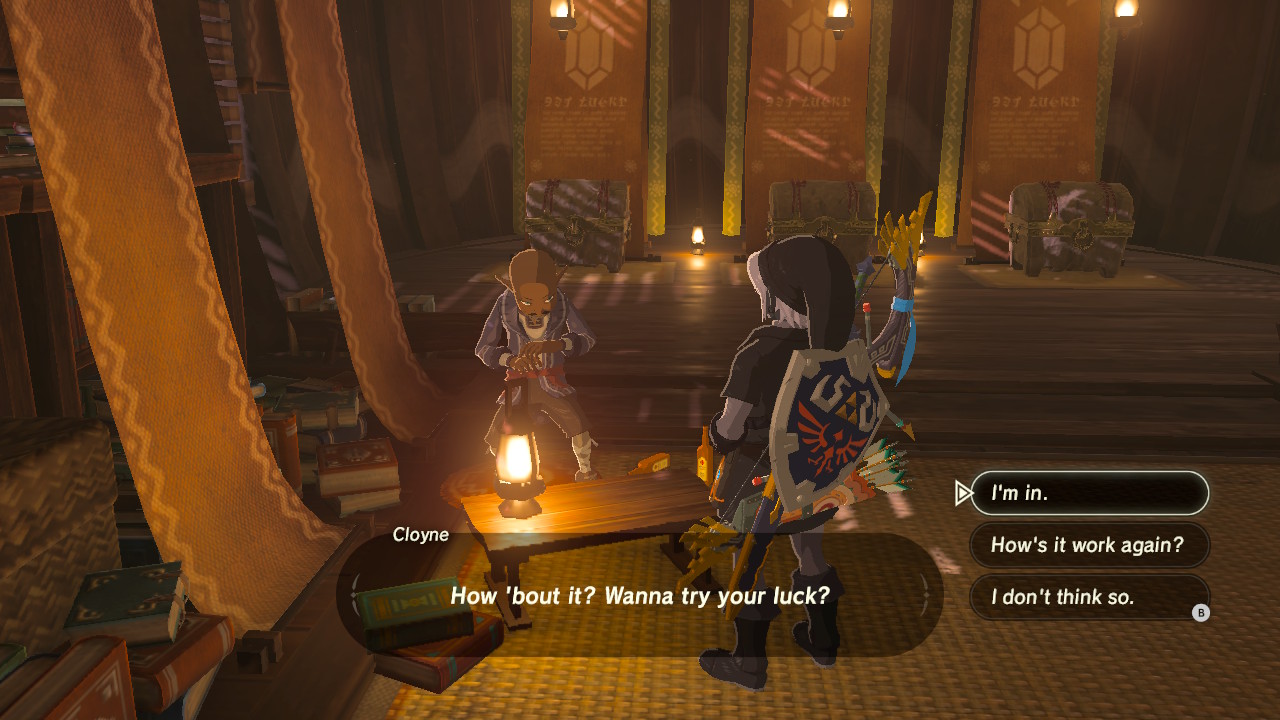 Cloyne
How 'bout it? Wanna try your luck?
I'm in.
How's it work again?
I don't think so.
B